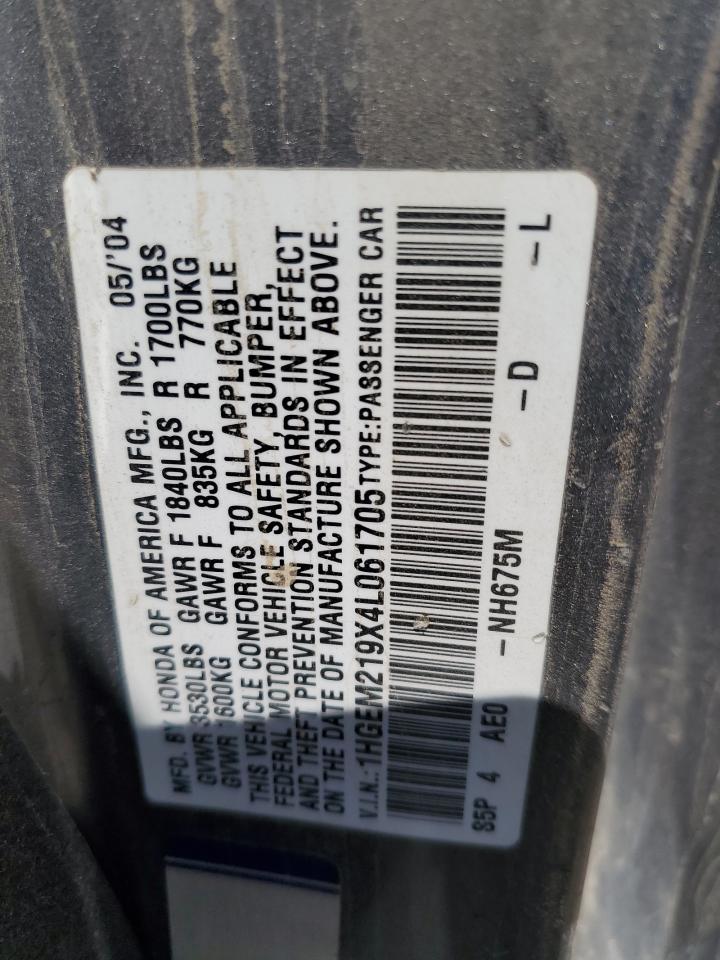 MFD. BY HONDA OF AMERICA MFG., INC. 05/'04
GVWR 3530LBS GAWR F 1840LBS R 1700LBS
GVWR 1600KG GAWR F 835KG R 770KG
THIS VEHICLE CONFORMS TO ALL APPLICABLE
FEDERAL MOTOR VEHICLE SAFETY, BUMPER,
AND THEFT PREVENTION STANDARDS IN EFFECT
ON THE DATE OF MANUFACTURE SHOWN ABOVE.
V.I.N.: 1HGEM219X4L061705 TYPE: PASSENGER CAR
85P 4 AE0 - NH675M - D - L